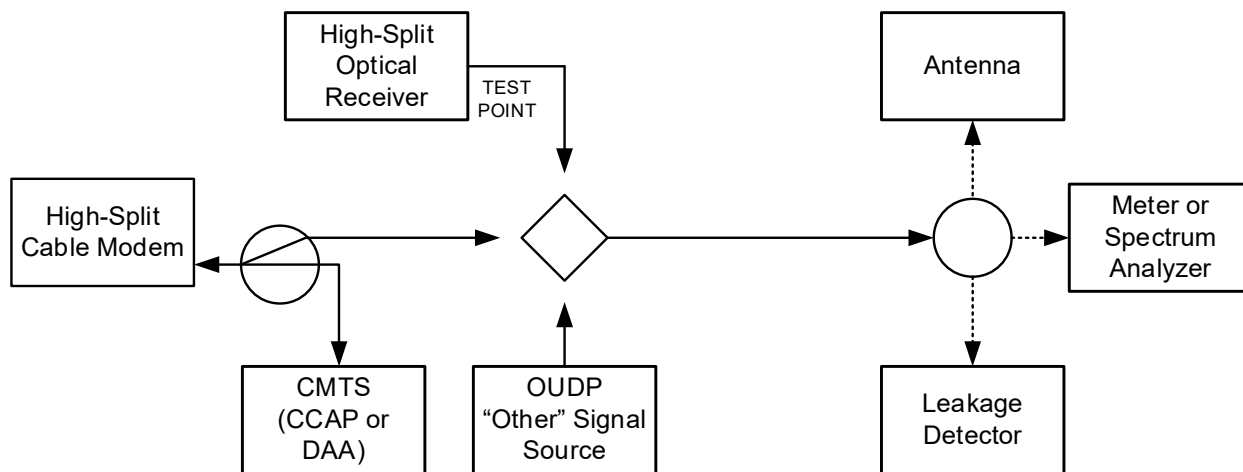 High-Split
Optical
Receiver
TEST
POINT
Antenna
High-Split
Cable Modem
Meter or
Spectrum
Analyzer
CMTS
(CCAP or
DAA)
OUDP
“Other” Signal
Source
Leakage
Detector